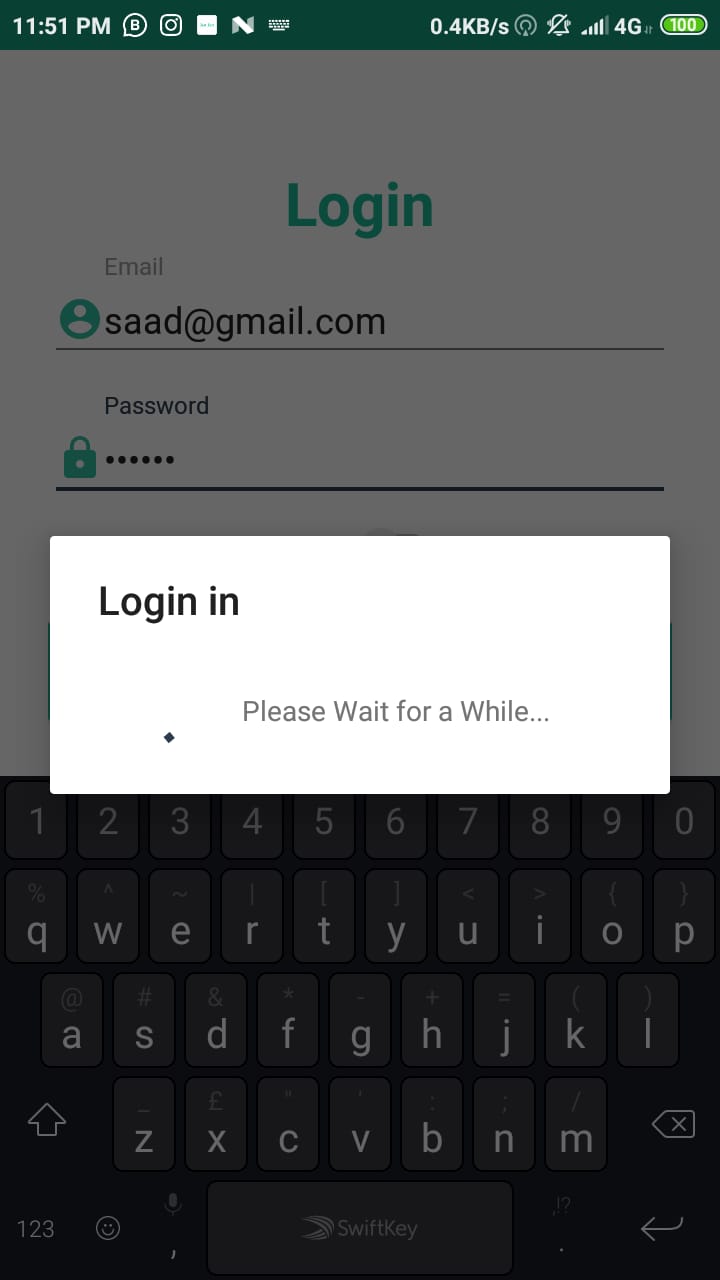 11:51 PM 0.4KB/s 4G 100
Login
Email
saad@gmail.com
Password
••••••
Login in
Please Wait for a While...
1 2 3 4 5 6 7 8 9 0
% ^ ~ | [ ] < > { }
q w e r t y u i o p
@ # & * - + = ( )
a s d f g h j k l
_ £ " ' : ; /
z x c v b n m
,!?
123 , SwiftKey .